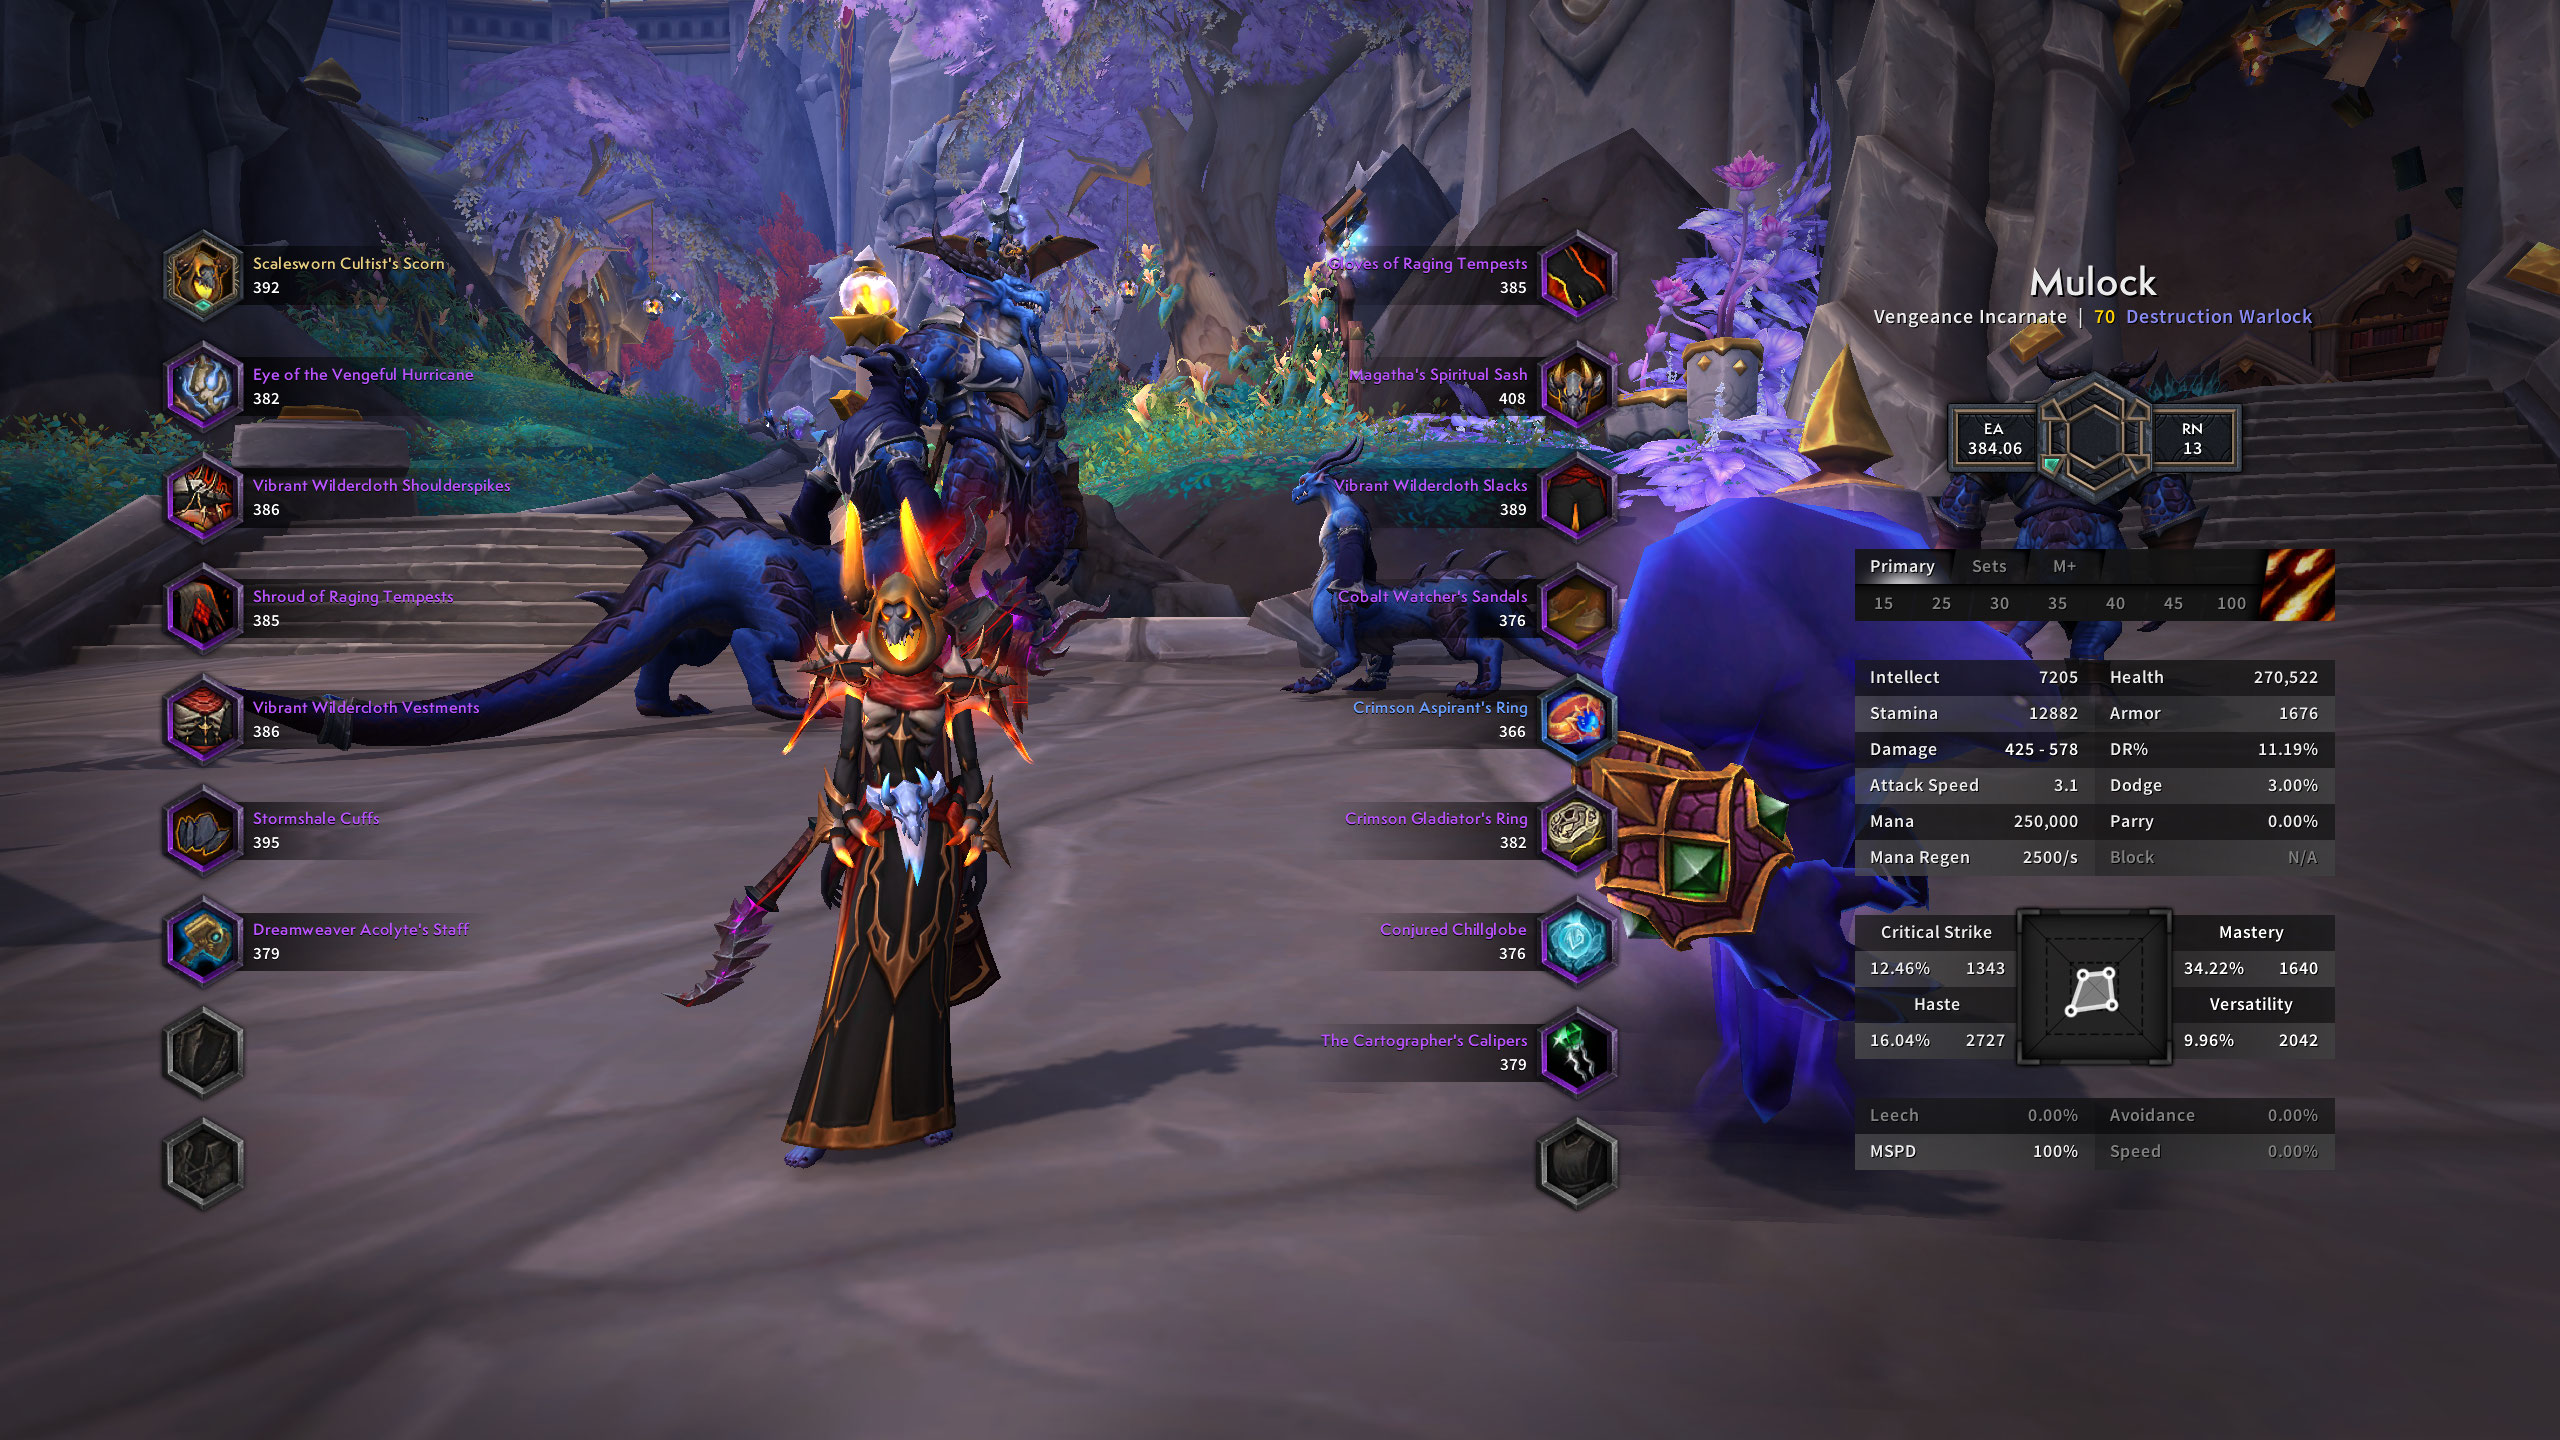 Scalesworn Cultist's Scorn
392
Eye of the Vengeful Hurricane
382
Vibrant Wildercloth Shoulderspikes
386
Shroud of Raging Tempests
385
Vibrant Wildercloth Vestments
386
Stormshale Cuffs
395
Dreamweaver Acolyte's Staff
379
Gloves of Raging Tempests
385
Magatha's Spiritual Sash
408
Vibrant Wildercloth Slacks
389
Cobalt Watcher's Sandals
376
Crimson Aspirant's Ring
366
Crimson Gladiator's Ring
382
Conjured Chillglobe
376
The Cartographer's Calipers
379
Mulock
Vengeance Incarnate | 70 Destruction Warlock
EA
384.06
RN
13
Primary Sets M+
15 25 30 35 40 45 100
Intellect 7205 Health 270,522
Stamina 12882 Armor 1676
Damage 425 - 578 DR% 11.19%
Attack Speed 3.1 Dodge 3.00%
Mana 250,000 Parry 0.00%
Mana Regen 2500/s Block N/A
Critical Strike Mastery
12.46% 1343 34.22% 1640
Haste Versatility
16.04% 2727 9.96% 2042
Leech 0.00% Avoidance 0.00%
MSPD 100% Speed 0.00%